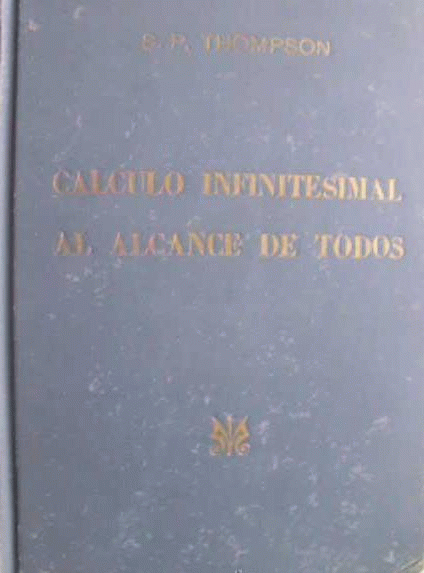 S. P. THOMPSON
CALCULO INFINITESIMAL
AL ALCANCE DE TODOS